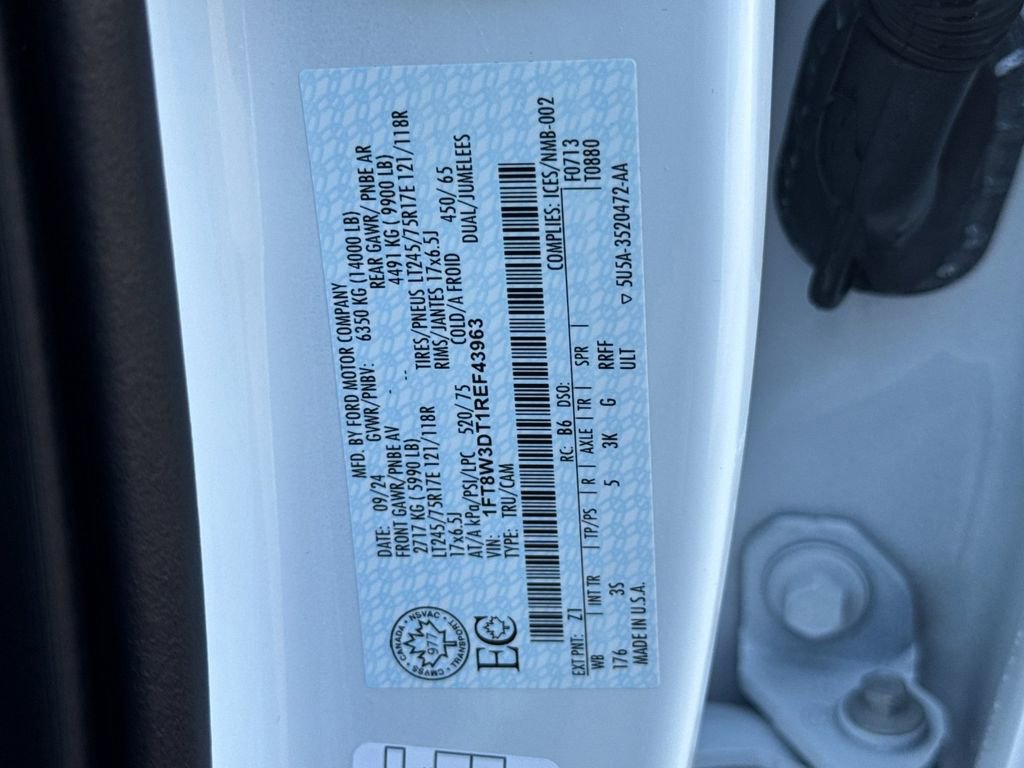 MFD. BY FORD MOTOR COMPANY
DATE: 09/24 GVWR/PNBV: 6350 KG (14000 LB)
FRONT GAWR/PNBE AV REAR GAWR/ PNBE AR
2717 KG ( 5990 LB) 4491 KG ( 9900 LB)
LT245/75R17E 121/118R -- TIRES/PNEUS LT245/75R17E 121/118R
17x6.5J RIMS/JANTES 17x6.5J
AT/A kPa/PSI/LPC 520/ 75 COLD/A FROID 450/ 65
VIN: 1FT8W3DT1REF43963 DUAL/JUMELEES
TYPE: TRU/CAM
CANADA NSVAC TRANSPORT CMVSS
977
COMPLIES: ICES/NMB-002
RC: B6 DSO: F0713
EXT PNT: Z1 T0880
WB INT TR TP/PS R AXLE TR SPR
176 3S 5 3K G RRFF
ULT
MADE IN U.S.A. ▽ 5U5A-3520472-AA